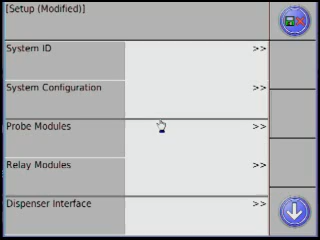 [Setup (Modified)]
System ID >>
System Configuration >>
Probe Modules >>
Relay Modules >>
Dispenser Interface >>